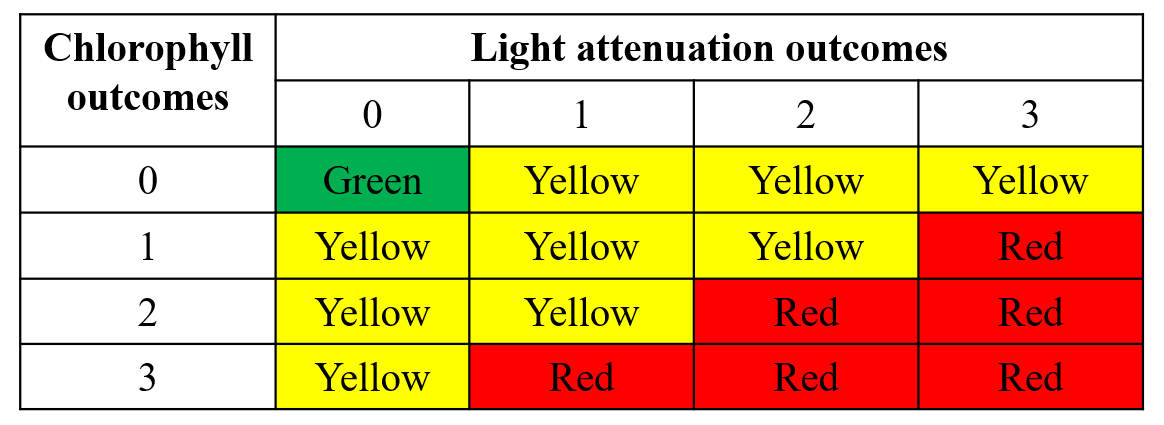 Chlorophyll outcomes Light attenuation outcomes
0 1 2 3
0 Green Yellow Yellow Yellow
1 Yellow Yellow Yellow Red
2 Yellow Yellow Red Red
3 Yellow Red Red Red